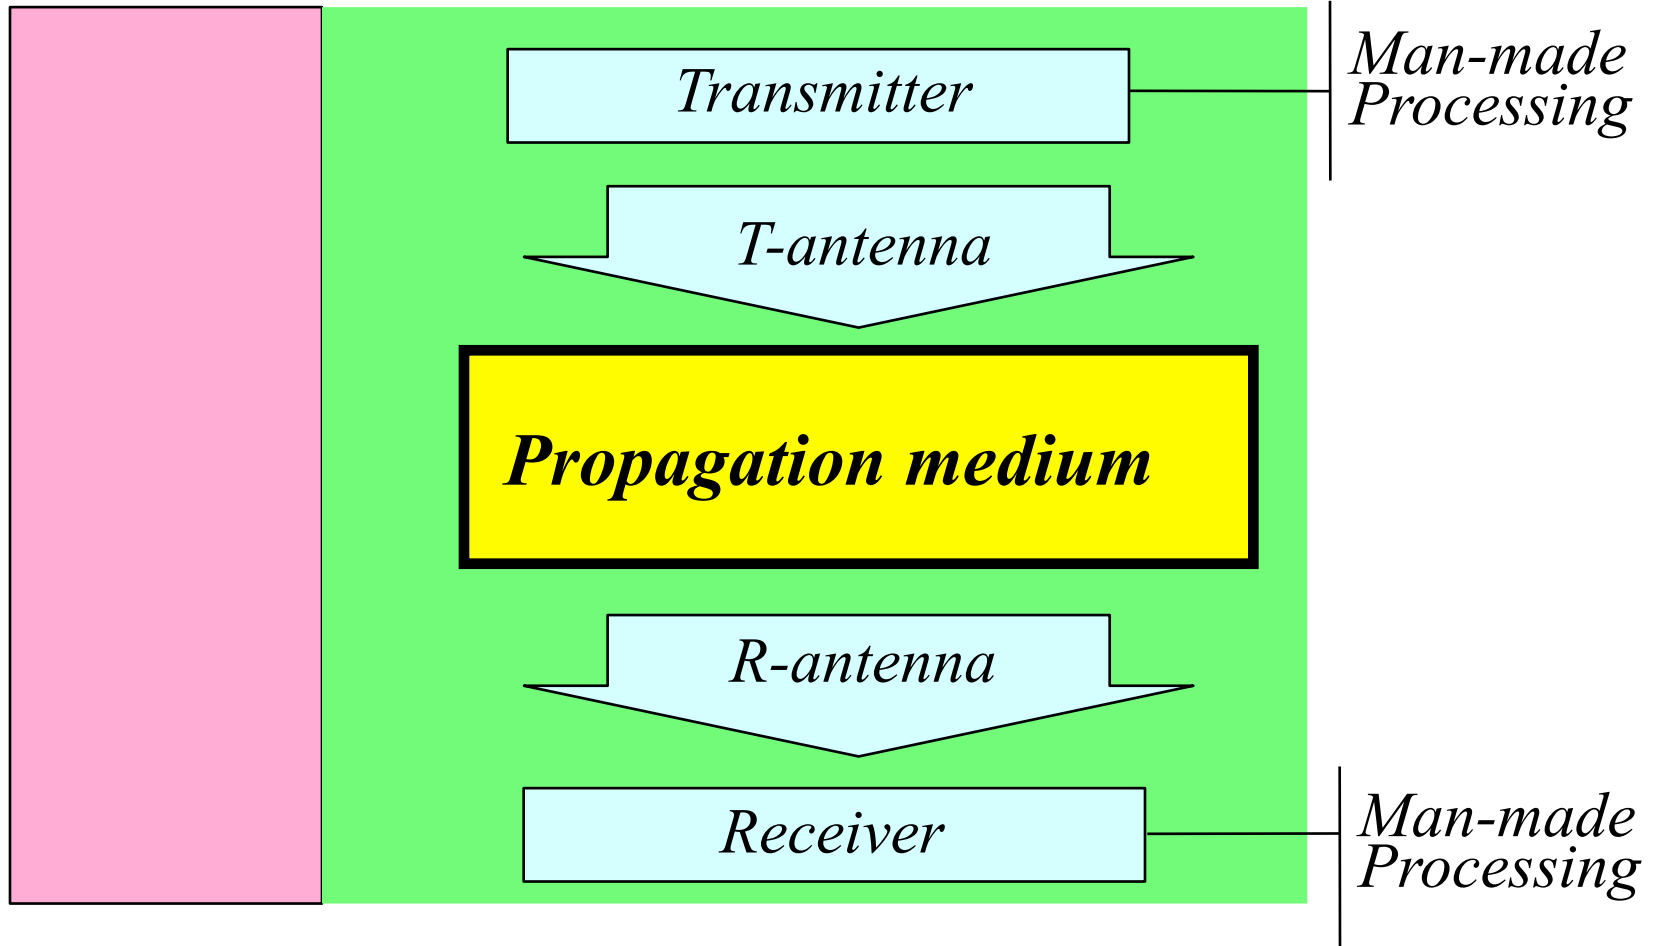 Transmitter
Man-made
Processing
T-antenna
Propagation medium
R-antenna
Receiver
Man-made
Processing